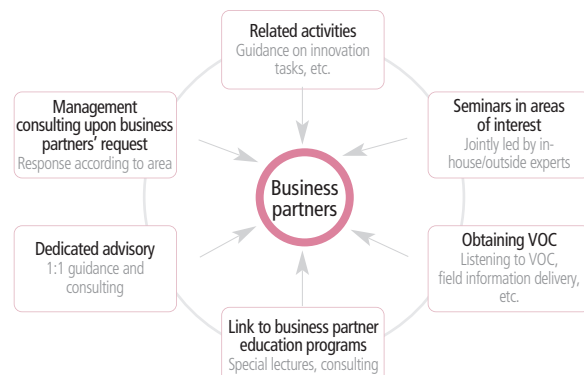 Related activities
Guidance on innovation
tasks, etc.
Management
consulting upon business
partners’ request
Response according to area
Seminars in areas
of interest
Jointly led by in-
house/outside experts
Business
partners
Dedicated advisory
1:1 guidance and
consulting
Obtaining VOC
Listening to VOC,
field information delivery,
etc.
Link to business partner
education programs
Special lectures, consulting